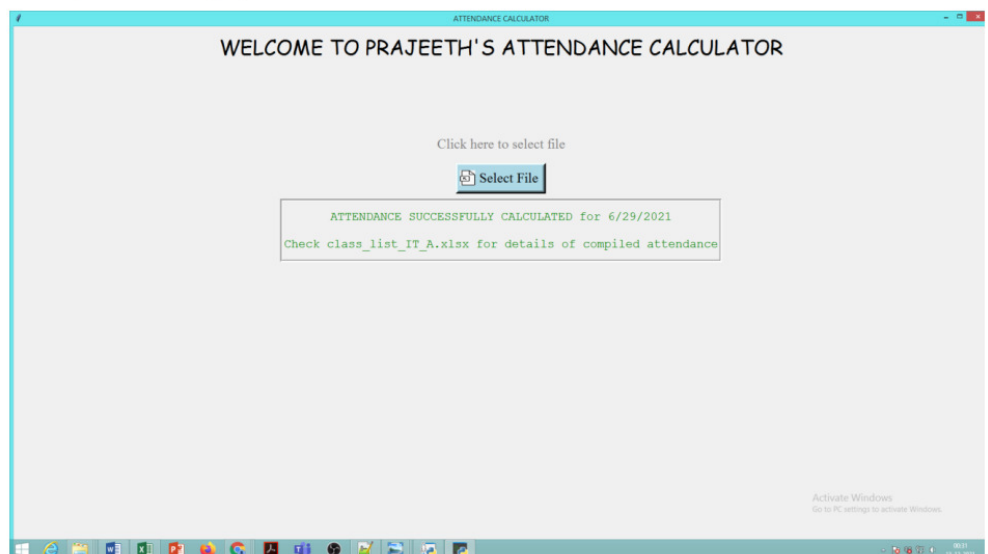 ATTENDANCE CALCULATOR
WELCOME TO PRAJEETH'S ATTENDANCE CALCULATOR
Click here to select file
Select File
ATTENDANCE SUCCESSFULLY CALCULATED for 6/29/2021
Check class_list_IT_A.xlsx for details of compiled attendance
Activate Windows
Go to PC settings to activate Windows.